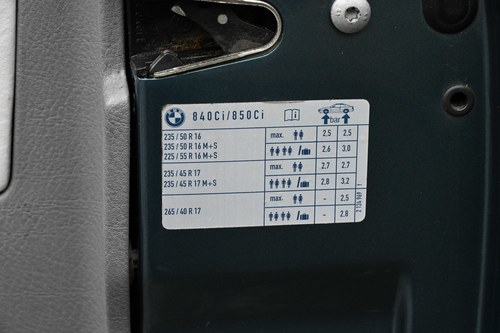 840Ci/850Ci
bar
235/50 R 16
235/50 R 16 M+S
225/55 R 16 M+S
max. 2.5 2.5
/ 2.6 3.0
235/45 R 17
235/45 R 17 M+S
max. 2.7 2.7
/ 2.8 3.2
265/40 R 17
max. - 2.5
/ - 2.8